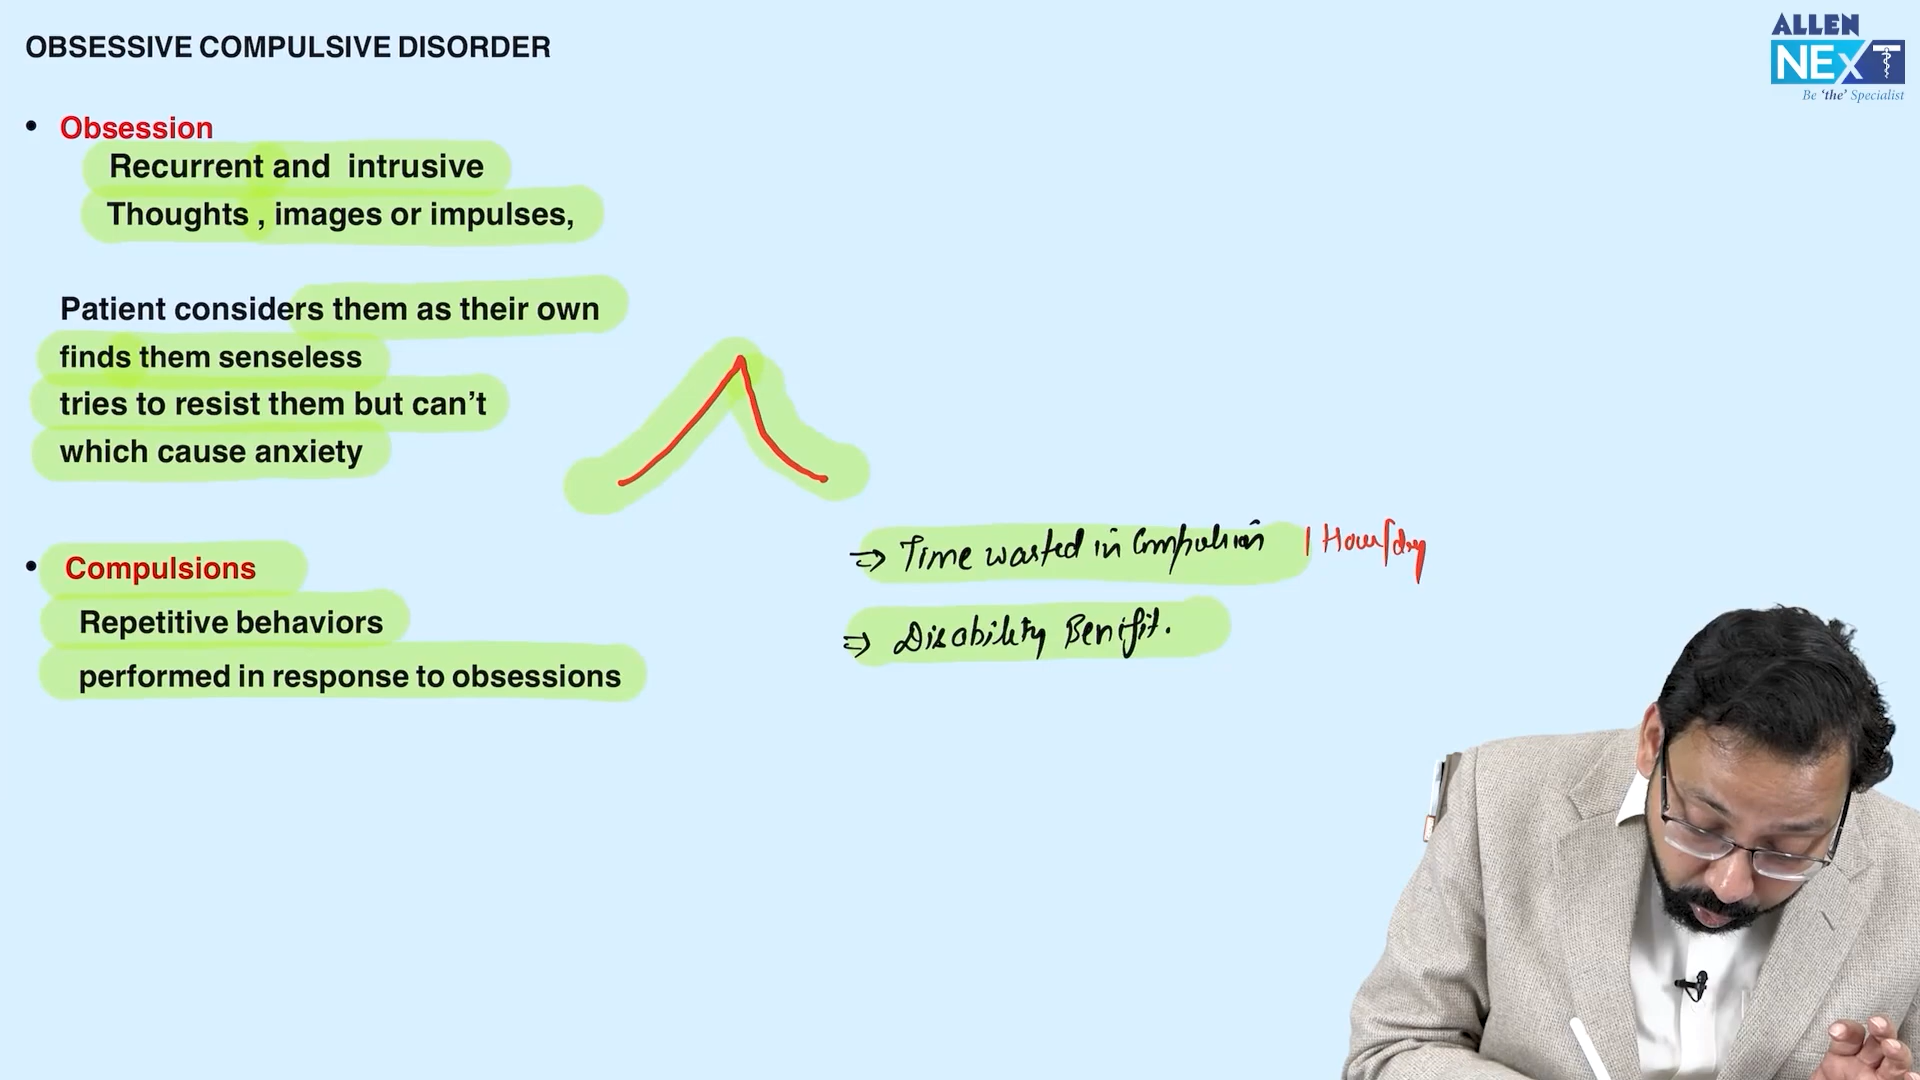 OBSESSIVE COMPULSIVE DISORDER
ALLEN
NEXT
Be 'the' Specialist
• Obsession
Recurrent and intrusive
Thoughts , images or impulses,
Patient considers them as their own
finds them senseless
tries to resist them but can't
which cause anxiety
⇒ Time wasted in Compulsion 1 Hour/day
• Compulsions
Repetitive behaviors
⇒ Disability Benifit.
performed in response to obsessions